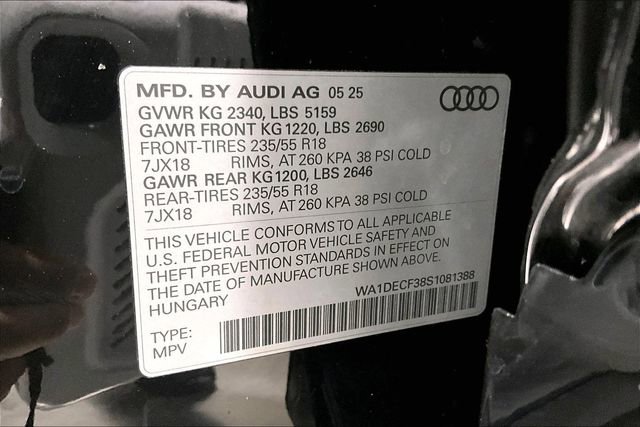 MFD. BY AUDI AG 05 25
GVWR KG 2340, LBS 5159
GAWR FRONT KG 1220, LBS 2690
FRONT-TIRES 235/55 R18
7JX18 RIMS, AT 260 KPA 38 PSI COLD
GAWR REAR KG1200, LBS 2646
REAR-TIRES 235/55 R18
7JX18 RIMS, AT 260 KPA 38 PSI COLD
THIS VEHICLE CONFORMS TO ALL APPLICABLE
U.S. FEDERAL MOTOR VEHICLE SAFETY AND
THEFT PREVENTION STANDARDS IN EFFECT ON
THE DATE OF MANUFACTURE SHOWN ABOVE.
HUNGARY WA1DECF38S1081388
TYPE:
MPV